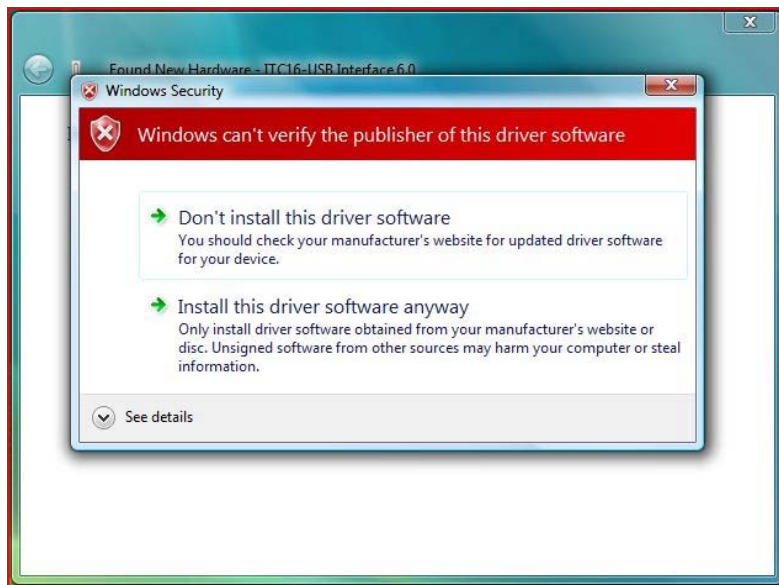 Found New Hardware - ITC16-USB Interface 6.0
Windows Security
Windows can't verify the publisher of this driver software
Don't install this driver software
You should check your manufacturer's website for updated driver software
for your device.
Install this driver software anyway
Only install driver software obtained from your manufacturer's website or
disc. Unsigned software from other sources may harm your computer or steal
information.
See details